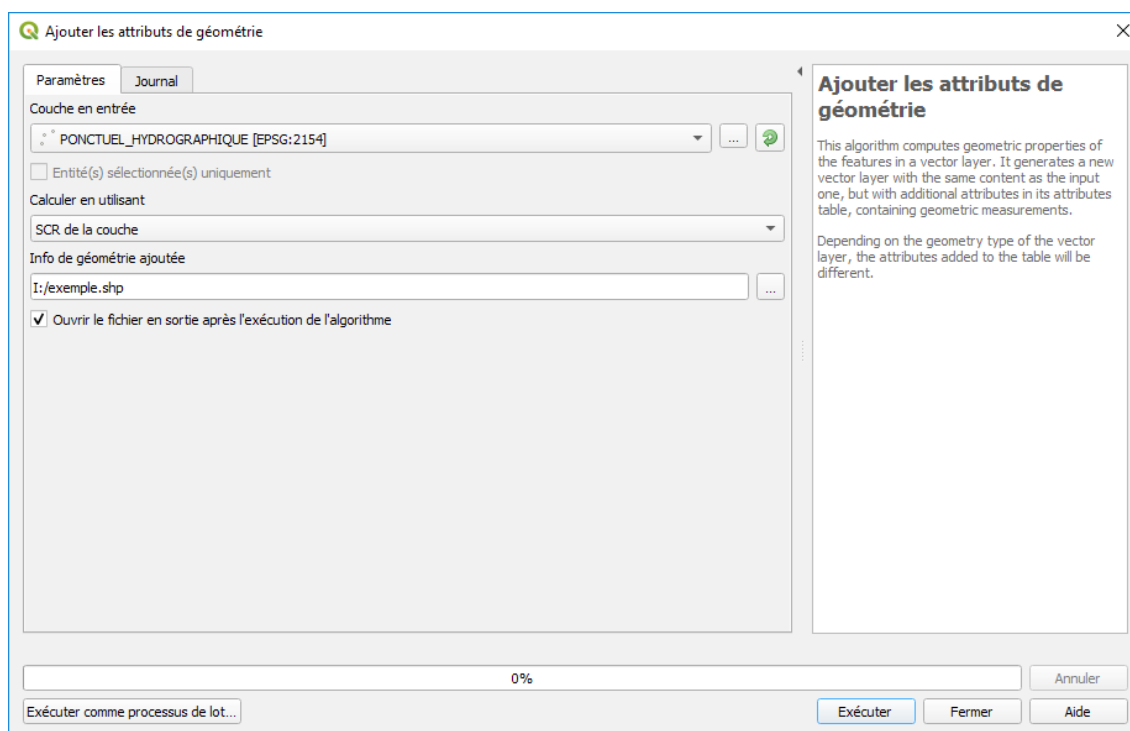 Ajouter les attributs de géométrie
Paramètres
Journal
Couche en entrée
PONCTUEL_HYDROGRAPHIQUE [EPSG:2154]
...
Entité(s) sélectionnée(s) uniquement
Calculer en utilisant
SCR de la couche
Info de géométrie ajoutée
I:/exemple.shp
...
Ouvrir le fichier en sortie après l'exécution de l'algorithme
Ajouter les attributs de
géométrie
This algorithm computes geometric properties of
the features in a vector layer. It generates a new
vector layer with the same content as the input
one, but with additional attributes in its attributes
table, containing geometric measurements.
Depending on the geometry type of the vector
layer, the attributes added to the table will be
different.
0%
Annuler
Exécuter comme processus de lot...
Exécuter
Fermer
Aide